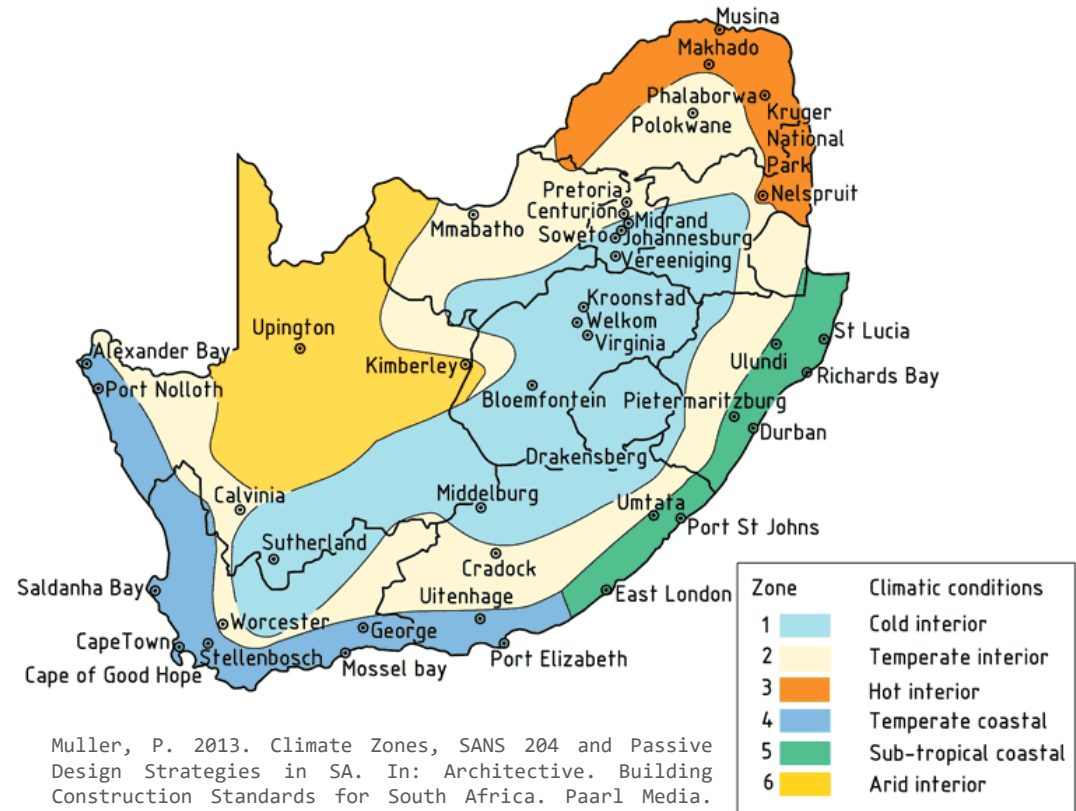 Musina
Makhado
Phalaborwa
Kruger
National
Park
Polokwane
Nelspruit
Pretoria
Centurion
Midrand
Soweto
Johannesburg
Vereeniging
Mmabatho
Kroonstad
Welkom
Virginia
Upington
Kimberley
Bloemfontein
St Lucia
Ulundi
Richards Bay
Pietermaritzburg
Durban
Alexander Bay
Port Nolloth
Drakensberg
Calvinia
Middelburg
Umtata
Port St Johns
Sutherland
Cradock
Uitenhage
East London
Saldanha Bay
Worcester
George
CapeTown
Stellenbosch
Port Elizabeth
Cape of Good Hope
Mossel bay
Zone Climatic conditions
1 Cold interior
2 Temperate interior
3 Hot interior
4 Temperate coastal
5 Sub-tropical coastal
6 Arid interior
Muller, P. 2013. Climate Zones, SANS 204 and Passive
Design Strategies in SA. In: Architective. Building
Construction Standards for South Africa. Paarl Media.